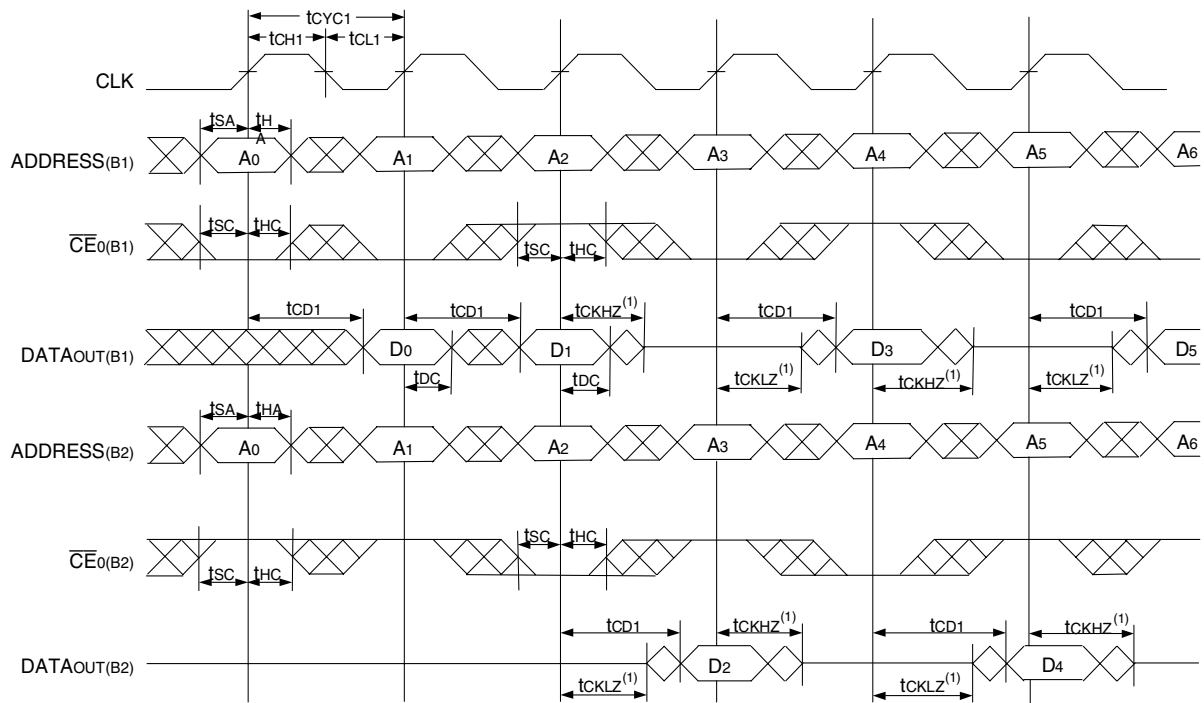 tCYC1
tCH1 tCL1
CLK
tSA tH
A
ADDRESS(B1) A0 A1 A2 A3 A4 A5 A6
tSC tHC
CE0(B1)
tSC tHC
tCD1 tCD1 tCKHZ(1) tCD1 tCD1
DATAOUT(B1) D0 D1 D3 D5
tDC tDC tCKLZ(1) tCKHZ(1) tCKLZ(1)
tSA tHA
ADDRESS(B2) A0 A1 A2 A3 A4 A5 A6
tSC tHC
CE0(B2)
tSC tHC
tCD1 tCKHZ(1) tCD1 tCKHZ(1)
DATAOUT(B2) D2 D4
tCKLZ(1) tCKLZ(1)